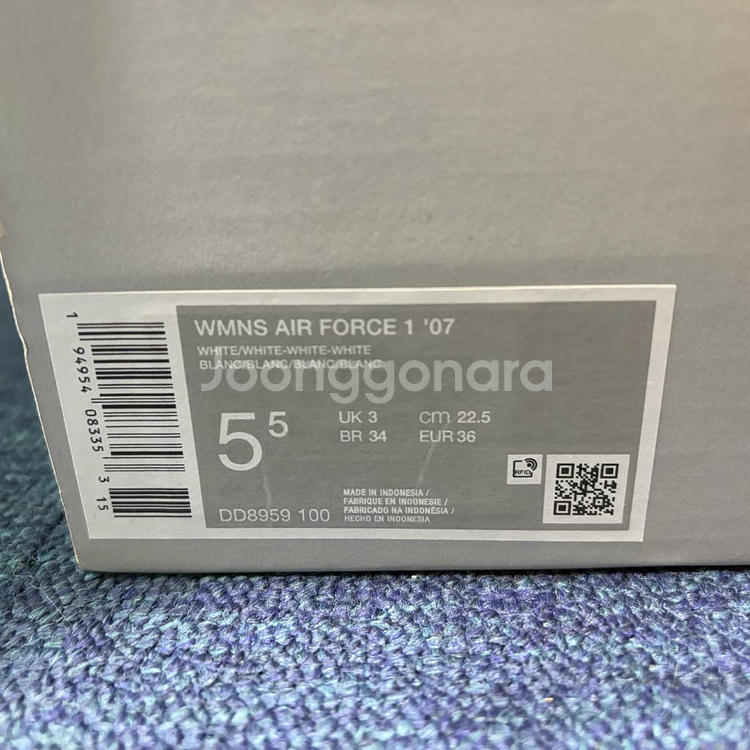 WMNS AIR FORCE 1 '07
WHITE/WHITE-WHITE-WHITE
BLANC/BLANC/BLANC/BLANC
Joonggonara
5 5
UK 3 cm 22.5
BR 34 EUR 36
RFID
MADE IN INDONESIA /
FABRIQUE EN INDONESIE /
FABRICADO NA INDONÉSIA /
HECHO EN INDONESIA
DD8959 100
1 94954 08335 3 15